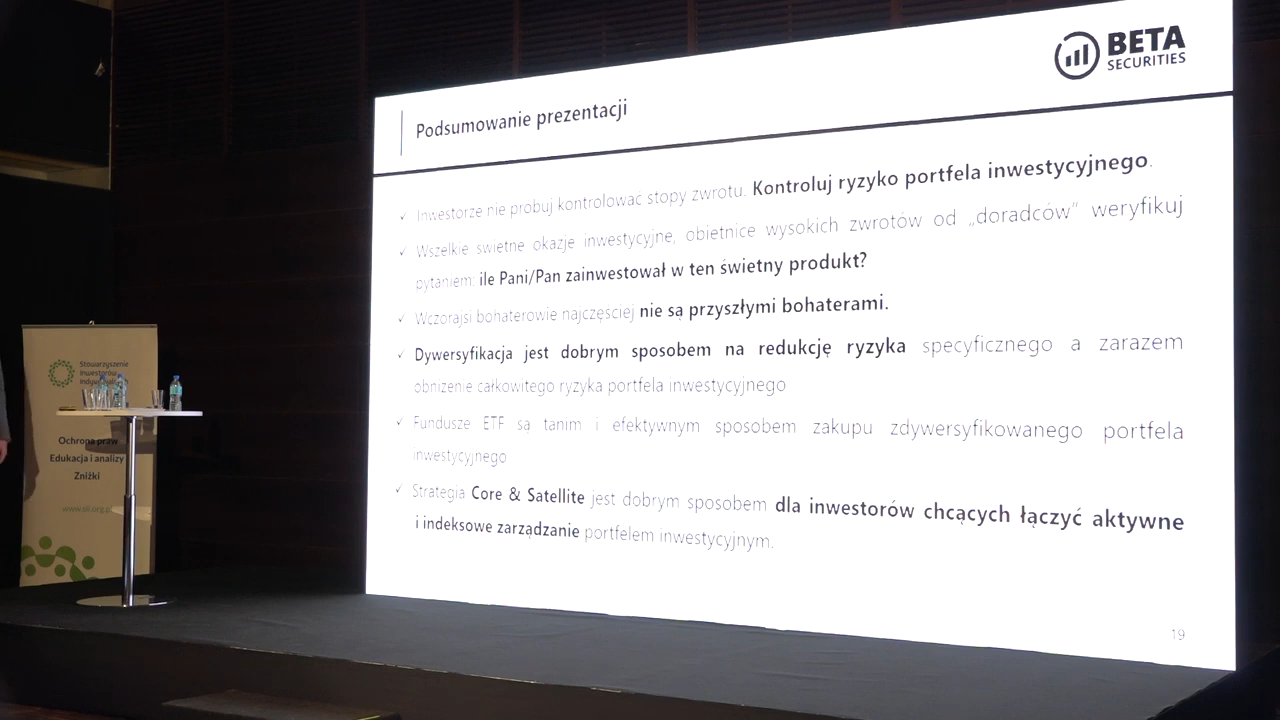 BETA
SECURITIES
Podsumowanie prezentacji
✓ Inwestorze nie probuj kontrolować stopy zwrotu. Kontroluj ryzyko portfela inwestycyjnego.
✓ Wszelkie swiętne okazje inwestycyjne, obietnice wysokich zwrotów od „doradców” weryfikuj
pytaniem: ile Pani/Pan zainwestował w ten świetny produkt?
✓ Wczorajsi bohaterowie najczęsciej nie są przyszłymi bohaterami.
✓ Dywersyfikacja jest dobrym sposobem na redukcję ryzyka specyficznego a zarazem
obniżenie całkowitego ryzyka portfela inwestycyjnego
✓ Fundusze ETF są tanim i efektywnym sposobem zakupu zdywersyfikowanego portfela
inwestycyjnego
✓ Strategia Core & Satellite jest dobrym sposobem dla inwestorów chcących łączyć aktywne
i indeksowe zarządzanie portfelem inwestycyjnym.
19
Stowarzyszenie
Inwestorów
Ochrona praw
Edukacja i analizy
Zniżki